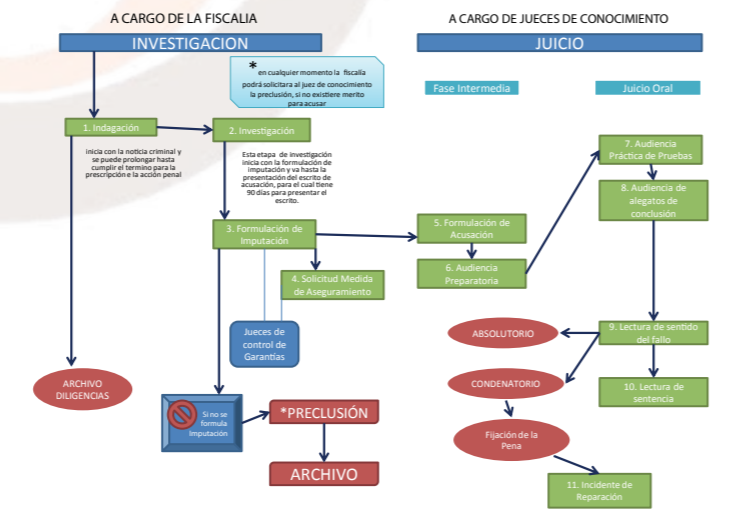 A CARGO DE LA FISCALIA
INVESTIGACION
* en cualquier momento la fiscalía
podrá solicitara al juez de conocimiento
la preclusión, si no existiere merito
para acusar
1. Indagación
inicia con la noticia criminal y
se puede prolongar hasta
cumplir el termino para la
prescripción e la acción penal
2. Investigación
Esta etapa de investigación
inicia con la formulación de
imputación y va hasta la
presentación del escrito de
acusación, para el cual tiene
90 días para presentar el
escrito.
3. Formulación de
Imputación
4. Solicitud Medida
de Aseguramiento
Jueces de
control de
Garantías
ARCHIVO
DILIGENCIAS
Si no se
formula
Imputación
*PRECLUSIÓN
ARCHIVO
A CARGO DE JUECES DE CONOCIMIENTO
JUICIO
Fase Intermedia
Juicio Oral
5. Formulación de
Acusación
6. Audiencia
Preparatoria
7. Audiencia
Práctica de Pruebas
8. Audiencia de
alegatos de
conclusión
9. Lectura de sentido
del fallo
ABSOLUTORIO
CONDENATORIO
10. Lectura de
sentencia
Fijación de la
Pena
11. Incidente de
Reparación